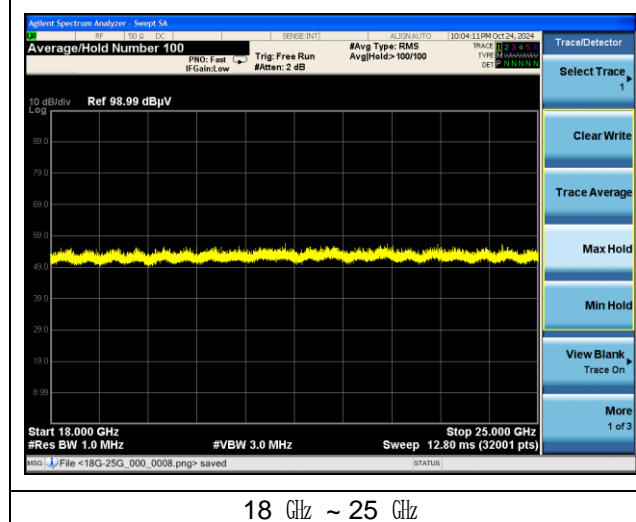 Agilent Spectrum Analyzer - Swept SA
RF 50 Ω DC SENSE:INT ALIGN AUTO 10:04:11 PM Oct 24, 2024
Average/Hold Number 100
PNO: Fast
IFGain:Low
Trig: Free Run
#Atten: 2 dB
#Avg Type: RMS
Avg|Hold:>100/100
TRACE 1 2 3 4 5 6
TYPE MWWWWW
DET P N N N N N
10 dB/div Ref 98.99 dBµV
Log
89.0
79.0
69.0
59.0
49.0
39.0
29.0
19.0
8.99
Start 18.000 GHz Stop 25.000 GHz
#Res BW 1.0 MHz #VBW 3.0 MHz Sweep 12.80 ms (32001 pts)
MSG File <18G-25G_000_0008.png> saved STATUS
Trace/Detector
Select Trace
1
Clear Write
Trace Average
Max Hold
Min Hold
View Blank
Trace On
More
1 of 3
18 ㎓ ~ 25 ㎓